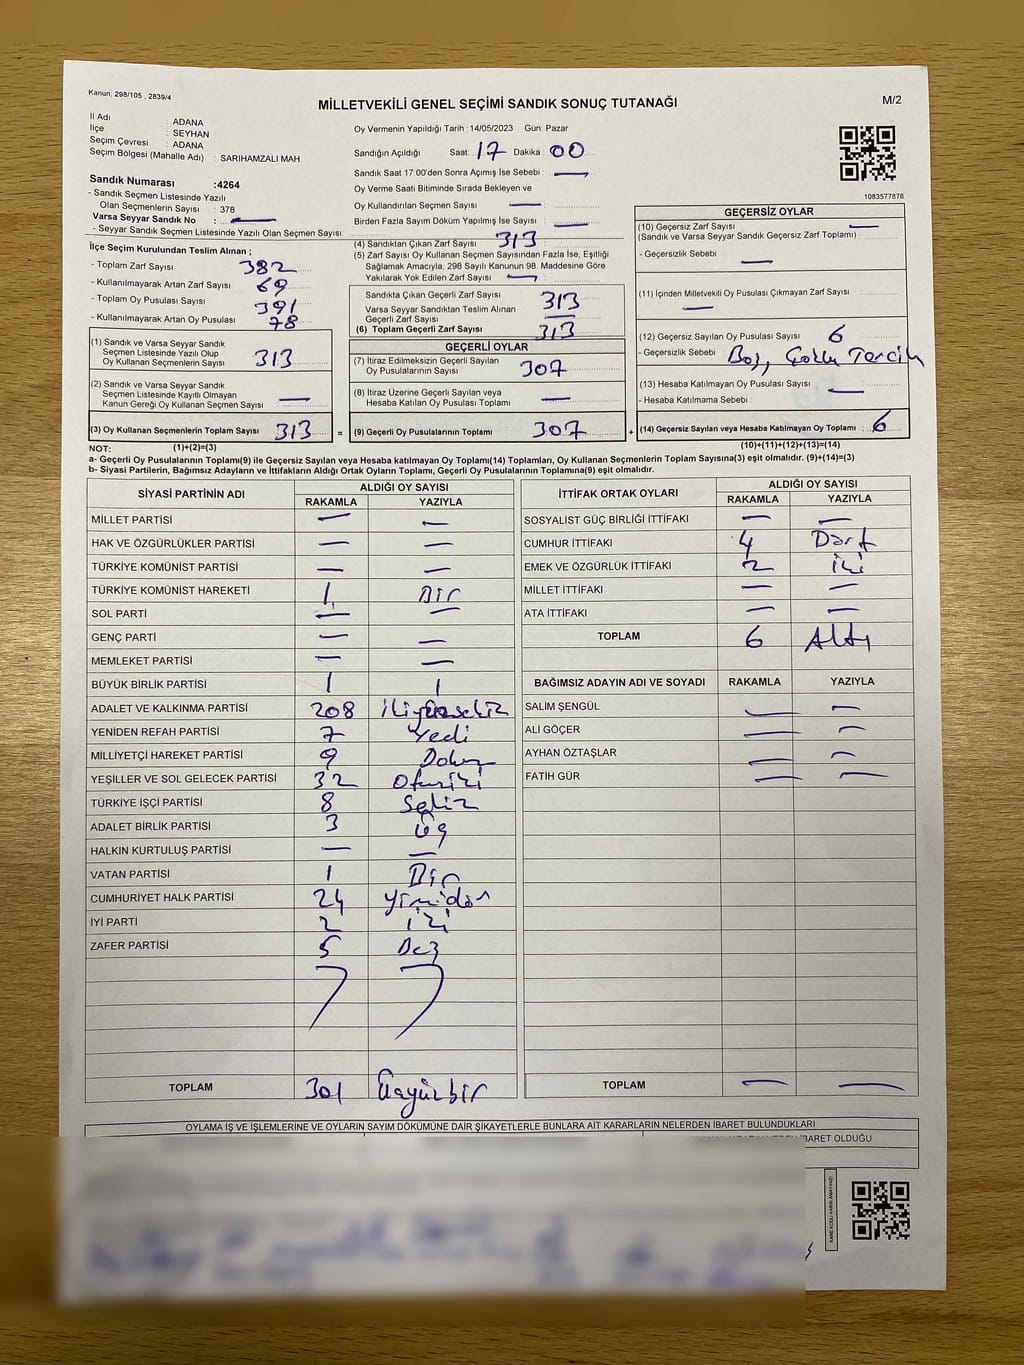 Kanun; 298/105 , 2839/4
MİLLETVEKİLİ GENEL SEÇİMİ SANDIK SONUÇ TUTANAĞI
M/2
İl Adı : ADANA
İlçe : SEYHAN
Seçim Çevresi : ADANA
Seçim Bölgesi (Mahalle Adı) : SARIHAMZALI MAH.
Sandık Numarası :4264
- Sandık Seçmen Listesinde Yazılı
Olan Seçmenlerin Sayısı : 378
Varsa Seyyar Sandık No : —
- Seyyar Sandık Seçmen Listesinde Yazılı Olan Seçmen Sayısı:
Oy Vermenin Yapıldığı Tarih :14/05/2023 Gün: Pazar
Sandığın Açıldığı Saat: 17 Dakika : 00
Sandık Saat 17:00'den Sonra Açımış İse Sebebi : —
Oy Verme Saati Bitiminde Sırada Bekleyen ve
Oy Kullandırılan Seçmen Sayısı —
Birden Fazla Sayım Döküm Yapılmış İse Sayısı : —
1083577878
İlçe Seçim Kurulundan Teslim Alınan ;
- Toplam Zarf Sayısı 382
- Kullanılmayarak Artan Zarf Sayısı 69
- Toplam Oy Pusulası Sayısı 391
- Kullanılmayarak Artan Oy Pusulası 78
(4) Sandıktan Çıkan Zarf Sayısı 313
(5) Zarf Sayısı Oy Kullanan Seçmen Sayısından Fazla İse, Eşitliği
Sağlamak Amacıyla; 298 Sayılı Kanunun 98. Maddesine Göre
Yakılarak Yok Edilen Zarf Sayısı —
Sandıkta Çıkan Geçerli Zarf Sayısı 313
Varsa Seyyar Sandıktan Teslim Alınan
Geçerli Zarf Sayısı —
(6) Toplam Geçerli Zarf Sayısı 313
GEÇERSİZ OYLAR
(10) Geçersiz Zarf Sayısı —
(Sandık ve Varsa Seyyar Sandık Geçersiz Zarf Toplamı) :
- Geçersizlik Sebebi : —
(11) İçinden Milletvekili Oy Pusulası Çıkmayan Zarf Sayısı : —
(12) Geçersiz Sayılan Oy Pusulası Sayısı 6
- Geçersizlik Sebebi : Boş, Çoklu Tercih
(13) Hesaba Katılmayan Oy Pusulası Sayısı —
- Hesaba Katılmama Sebebi :
(14) Geçersiz Sayılan veya Hesaba Katılmayan Oy Toplamı : 6
(10)+(11)+(12)+(13)=(14)
(1) Sandık ve Varsa Seyyar Sandık
Seçmen Listesinde Yazılı Olup
Oy Kullanan Seçmenlerin Sayısı 313
(2) Sandık ve Varsa Seyyar Sandık
Seçmen Listesinde Kayıtlı Olmayan
Kanun Gereği Oy Kullanan Seçmen Sayısı —
(3) Oy Kullanan Seçmenlerin Toplam Sayısı 313 =
GEÇERLİ OYLAR
(7) İtiraz Edilmeksizin Geçerli Sayılan
Oy Pusulalarının Sayısı 307
(8) İtiraz Üzerine Geçerli Sayılan veya
Hesaba Katılan Oy Pusulası Toplamı —
(9) Geçerli Oy Pusulalarının Toplamı 307 +
NOT: (1)+(2)=(3)
a- Geçerli Oy Pusulalarının Toplamı(9) ile Geçersiz Sayılan veya Hesaba katılmayan Oy Toplamı(14) Toplamları, Oy Kullanan Seçmenlerin Toplam Sayısına(3) eşit olmalıdır. (9)+(14)=(3)
b- Siyasi Partilerin, Bağımsız Adayların ve İttifakların Aldığı Ortak Oyların Toplamı, Geçerli Oy Pusulalarının Toplamına(9) eşit olmalıdır.
SİYASİ PARTİNİN ADI ALDIĞI OY SAYISI
RAKAMLA YAZIYLA
MİLLET PARTİSİ — —
HAK VE ÖZGÜRLÜKLER PARTİSİ — —
TÜRKİYE KOMÜNİST PARTİSİ — —
TÜRKİYE KOMÜNİST HAREKETİ 1 Bir
SOL PARTİ — —
GENÇ PARTİ — —
MEMLEKET PARTİSİ — —
BÜYÜK BİRLİK PARTİSİ 1 1
ADALET VE KALKINMA PARTİSİ 208 ikiyüzsekiz
YENİDEN REFAH PARTİSİ 7 Yedi
MİLLİYETÇİ HAREKET PARTİSİ 9 Dokuz
YEŞİLLER VE SOL GELECEK PARTİSİ 32 Otuziki
TÜRKİYE İŞÇİ PARTİSİ 8 Sekiz
ADALET BİRLİK PARTİSİ 3 Üç
HALKIN KURTULUŞ PARTİSİ — —
VATAN PARTİSİ 1 Bir
CUMHURİYET HALK PARTİSİ 24
İYİ PARTİ 2 iki
ZAFER PARTİSİ 5 Beş
TOPLAM 301 Üçyüzbir
İTTİFAK ORTAK OYLARI ALDIĞI OY SAYISI
RAKAMLA YAZIYLA
SOSYALİST GÜÇ BİRLİĞİ İTTİFAKI — —
CUMHUR İTTİFAKI 4 Dört
EMEK VE ÖZGÜRLÜK İTTİFAKI 2 iki
MİLLET İTTİFAKI — —
ATA İTTİFAKI — —
TOPLAM 6 Altı
BAĞIMSIZ ADAYIN ADI VE SOYADI RAKAMLA YAZIYLA
SALİM ŞENGÜL — —
ALİ GÖÇER — —
AYHAN ÖZTAŞLAR — —
FATİH GÜR — —
TOPLAM — —
OYLAMA İŞ VE İŞLEMLERİNE VE OYLARIN SAYIM DÖKÜMÜNE DAİR ŞİKAYETLERLE BUNLARA AİT KARARLARIN NELERDEN İBARET BULUNDUKLARI
İBARET OLDUĞU